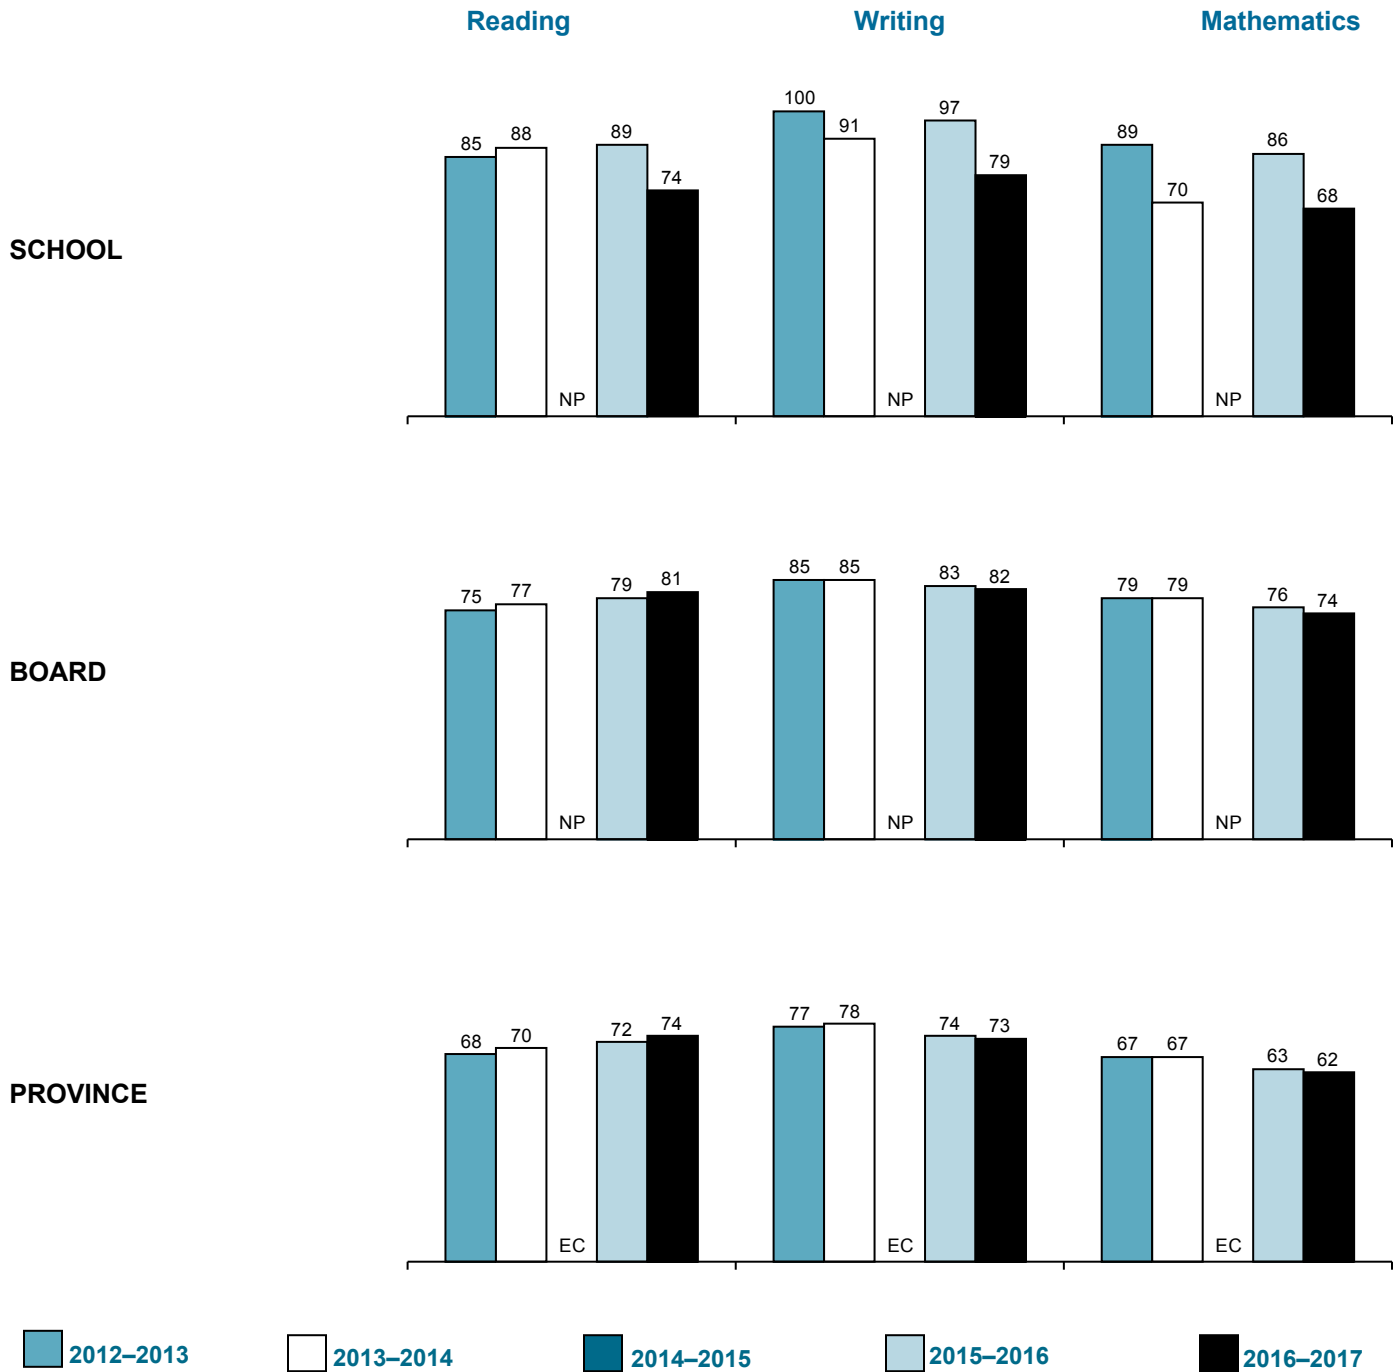 Reading Writing Mathematics
SCHOOL
85 88 NP 89 74 100 91 NP 97 79 89 70 NP 86 68
BOARD
75 77 NP 79 81 85 85 NP 83 82 79 79 NP 76 74
PROVINCE
68 70 EC 72 74 77 78 EC 74 73 67 67 EC 63 62
2012–2013 2013–2014 2014–2015 2015–2016 2016–2017